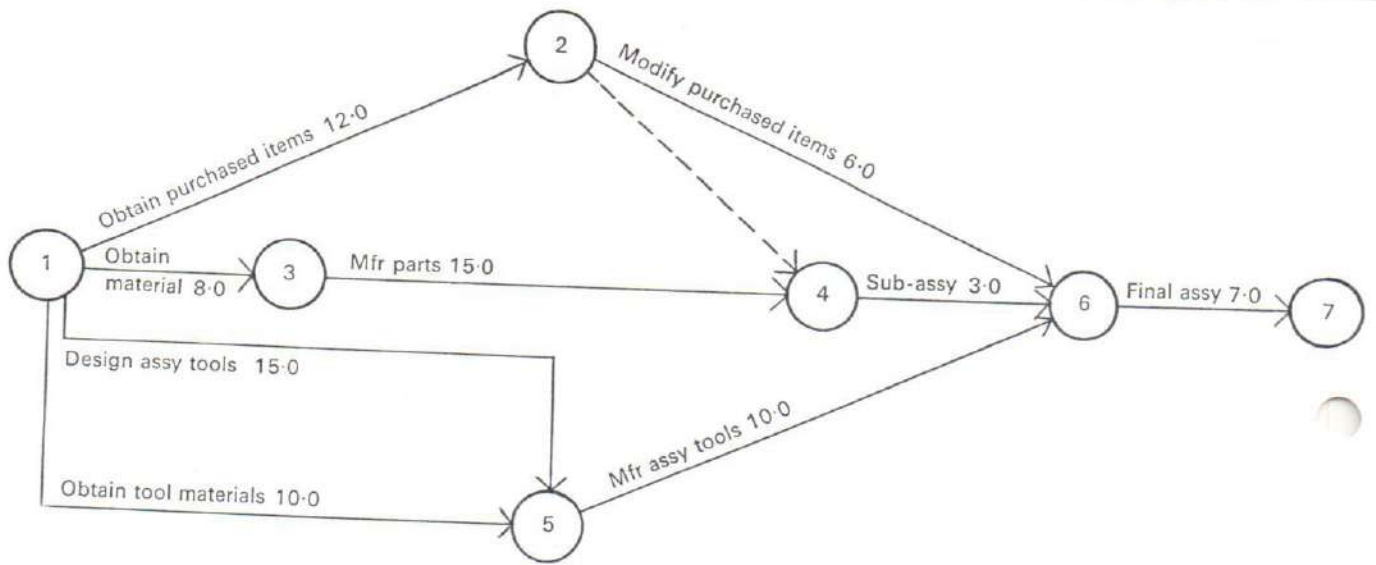 2
Modify purchased items 6·0
Obtain purchased items 12·0
1
Obtain
material 8·0
3
Mfr parts 15·0
4
Sub-assy 3·0
6
Final assy 7·0
7
Design assy tools 15·0
Mfr assy tools 10·0
Obtain tool materials 10·0
5